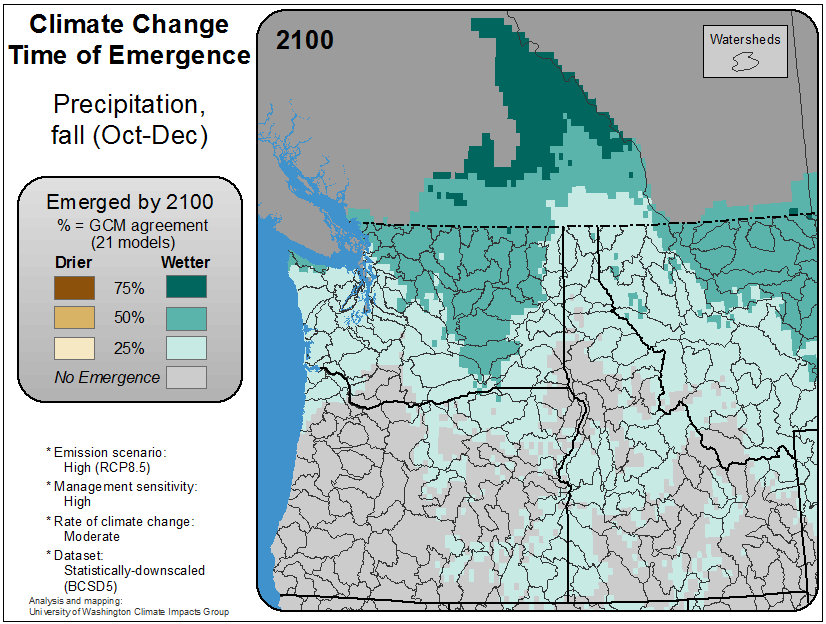 Climate Change
Time of Emergence
Precipitation,
fall (Oct-Dec)
Emerged by 2100
% = GCM agreement
(21 models)
Drier
Wetter
75%
50%
25%
No Emergence
* Emission scenario:
High (RCP8.5)
* Management sensitivity:
High
* Rate of climate change:
Moderate
* Dataset:
Statistically-downscaled
(BCSD5)
Analysis and mapping:
University of Washington Climate Impacts Group
2100
Watersheds